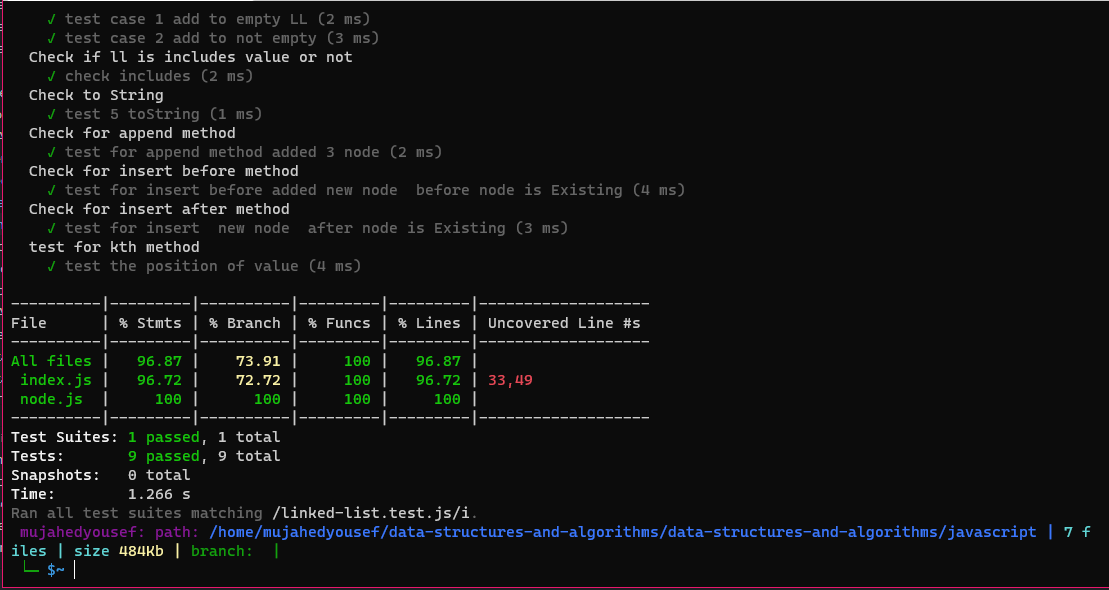 √ test case 1 add to empty LL (2 ms)
√ test case 2 add to not empty (3 ms)
Check if ll is includes value or not
√ check includes (2 ms)
Check to String
√ test 5 toString (1 ms)
Check for append method
√ test for append method added 3 node (2 ms)
Check for insert before method
√ test for insert before added new node  before node is Existing (4 ms)
Check for insert after method
√ test for insert  new node  after node is Existing (3 ms)
test for kth method
√ test the position of value (4 ms)
----------|---------|----------|---------|---------|-------------------
File      | % Stmts | % Branch | % Funcs | % Lines | Uncovered Line #s
----------|---------|----------|---------|---------|-------------------
All files |   96.87 |    73.91 |     100 |   96.87 |
 index.js |   96.72 |    72.72 |     100 |   96.72 | 33,49
 node.js  |     100 |      100 |     100 |     100 |
----------|---------|----------|---------|---------|-------------------
Test Suites: 1 passed, 1 total
Tests:       9 passed, 9 total
Snapshots:   0 total
Time:        1.266 s
Ran all test suites matching /linked-list.test.js/i.
mujahedyousef: path: /home/mujahedyousef/data-structures-and-algorithms/data-structures-and-algorithms/javascript | 7 f
iles | size 484Kb | branch:  |
└─ $~